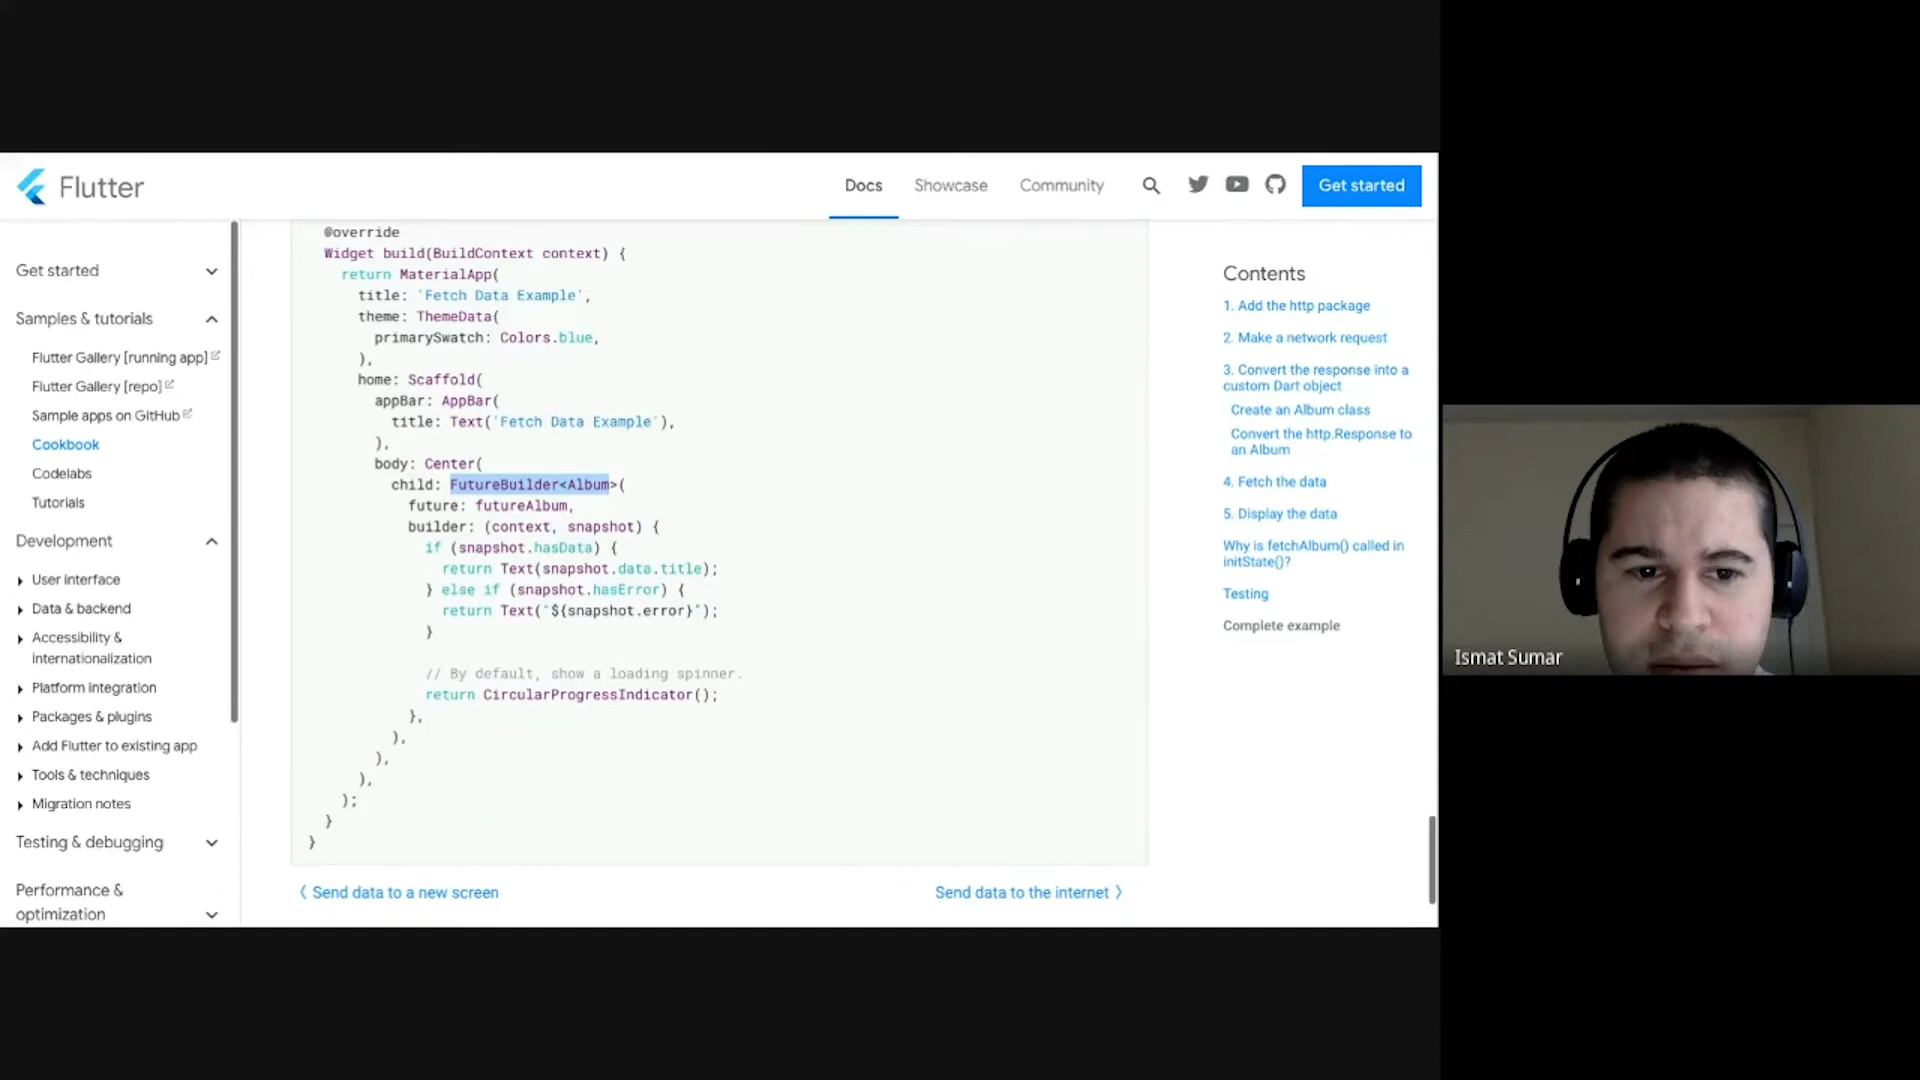 Flutter
Docs
Showcase
Community
Get started
Get started
Samples & tutorials
Flutter Gallery [running app]
Flutter Gallery [repo]
Sample apps on GitHub
Cookbook
Codelabs
Tutorials
Development
User interface
Data & backend
Accessibility &
internationalization
Platform integration
Packages & plugins
Add Flutter to existing app
Tools & techniques
Migration notes
Testing & debugging
Performance &
optimization
@override
Widget build(BuildContext context) {
return MaterialApp(
title: 'Fetch Data Example',
theme: ThemeData(
primarySwatch: Colors.blue,
),
home: Scaffold(
appBar: AppBar(
title: Text('Fetch Data Example'),
),
body: Center(
child: FutureBuilder<Album>(
future: futureAlbum,
builder: (context, snapshot) {
if (snapshot.hasData) {
return Text(snapshot.data.title);
} else if (snapshot.hasError) {
return Text("${snapshot.error}");
}
// By default, show a loading spinner.
return CircularProgressIndicator();
},
),
),
),
);
}
}
Send data to a new screen
Send data to the internet
Contents
1. Add the http package
2. Make a network request
3. Convert the response into a
custom Dart object
Create an Album class
Convert the http.Response to
an Album
4. Fetch the data
5. Display the data
Why is fetchAlbum() called in
initState()?
Testing
Complete example
Ismat Sumar